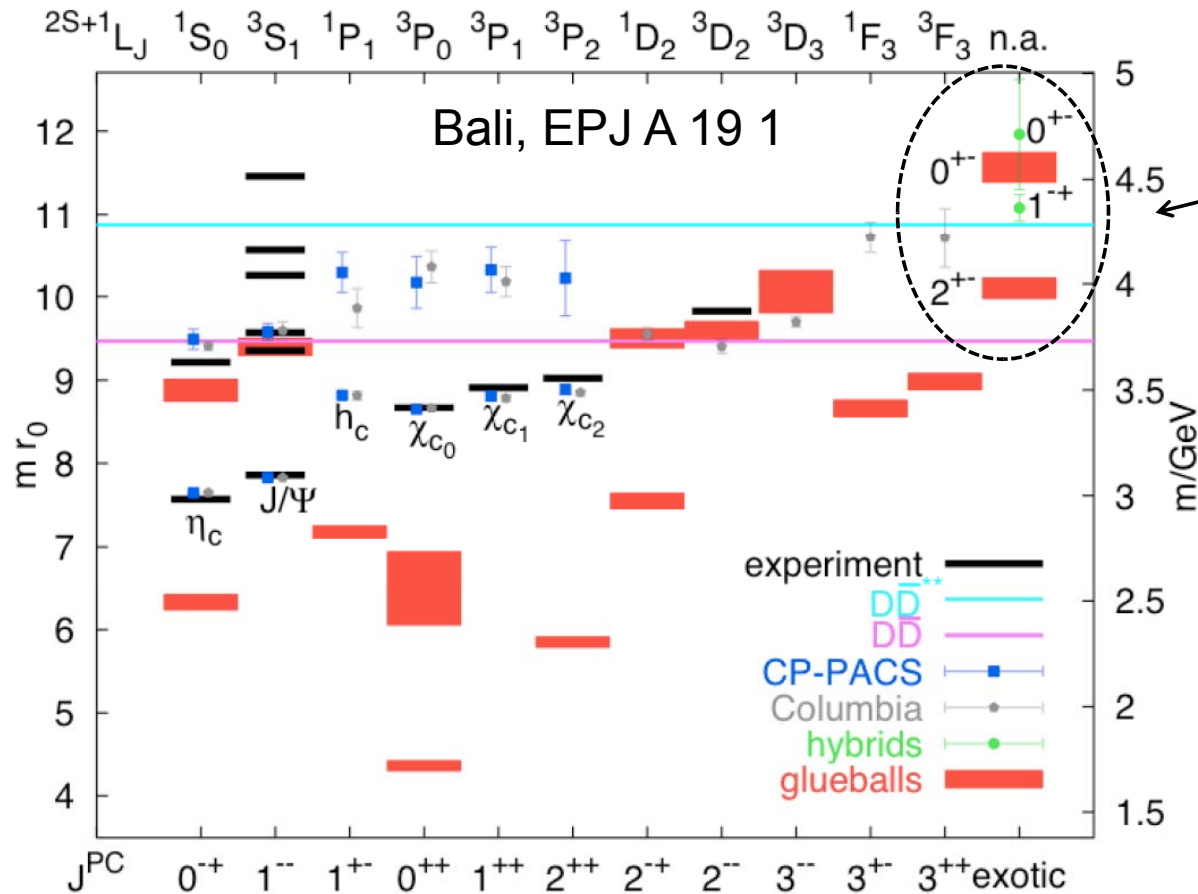 2S+1L_J 1S0 3S1 1P1 3P0 3P1 3P2 1D2 3D2 3D3 1F3 3F3 n.a.
Bali, EPJ A 19 1
12
11
10
9
8
7
6
5
4
m r0
5
4.5
4
3.5
3
2.5
2
1.5
m/GeV
0+-
0+-
1-+
2+-
hc
χc0
χc1
χc2
J/Ψ
ηc
experiment
DD̅**
DD̅
CP-PACS
Columbia
hybrids
glueballs
JPC 0-+ 1-- 1+- 0++ 1++ 2++ 2-+ 2-- 3-- 3+- 3++ exotic